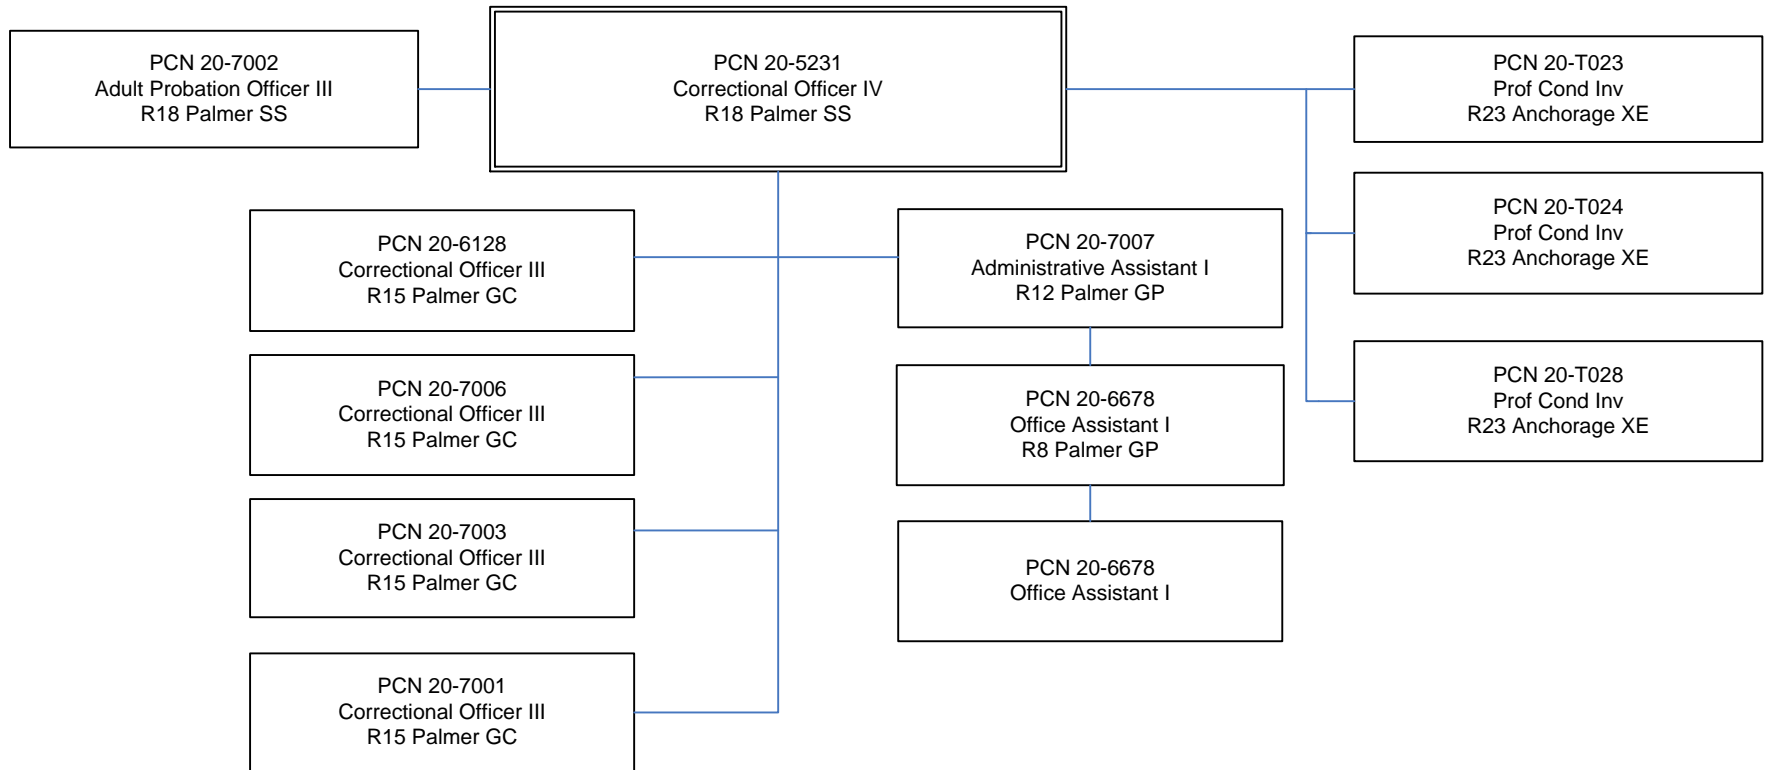 PCN 20-7002
Adult Probation Officer III
R18 Palmer SS
PCN 20-5231
Correctional Officer IV
R18 Palmer SS
PCN 20-T023
Prof Cond Inv
R23 Anchorage XE
PCN 20-T024
Prof Cond Inv
R23 Anchorage XE
PCN 20-T028
Prof Cond Inv
R23 Anchorage XE
PCN 20-6128
Correctional Officer III
R15 Palmer GC
PCN 20-7006
Correctional Officer III
R15 Palmer GC
PCN 20-7003
Correctional Officer III
R15 Palmer GC
PCN 20-7001
Correctional Officer III
R15 Palmer GC
PCN 20-7007
Administrative Assistant I
R12 Palmer GP
PCN 20-6678
Office Assistant I
R8 Palmer GP
PCN 20-6678
Office Assistant I